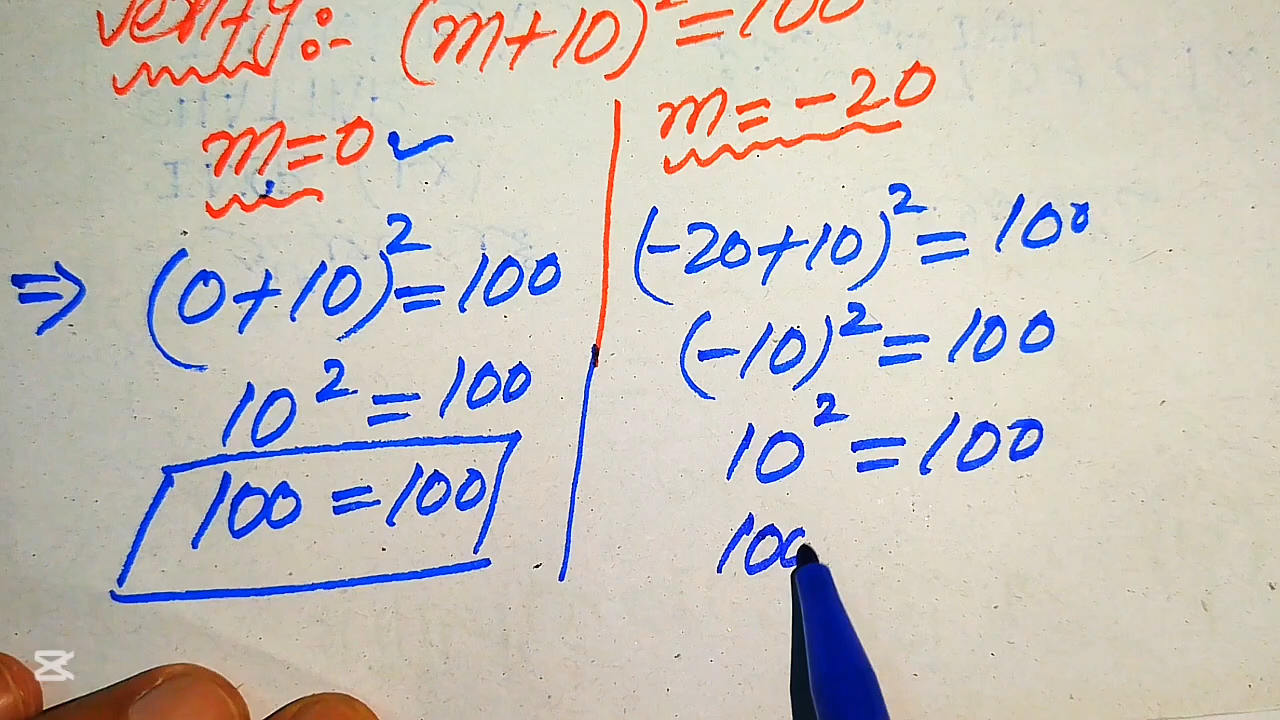 Verify:- (m+10)²=100
m=0 ✓
⇒ (0+10)²=100
10²=100
100=100
m=-20
(-20+10)²=100
(-10)²=100
10²=100
100